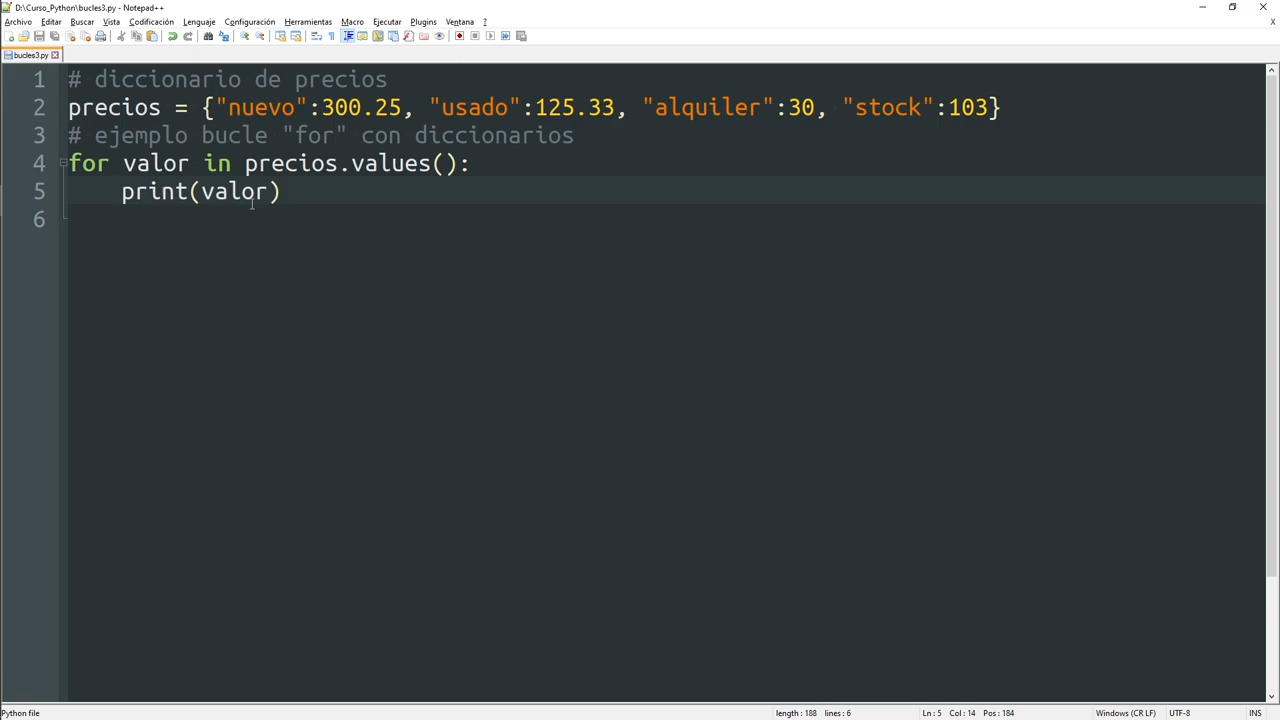 D:\Curso_Python\bucles3.py - Notepad++
Archivo Editar Buscar Vista Codificación Lenguaje Configuración Herramientas Macro Ejecutar Plugins Ventana ?
X
bucles3.py
1 # diccionario de precios
2 precios = {"nuevo":300.25, "usado":125.33, "alquiler":30, "stock":103}
3 # ejemplo bucle "for" con diccionarios
4 for valor in precios.values():
5 print(valor)
6
Python file length : 188 lines : 6 Ln : 5 Col : 14 Pos : 184 Windows (CR LF) UTF-8 INS